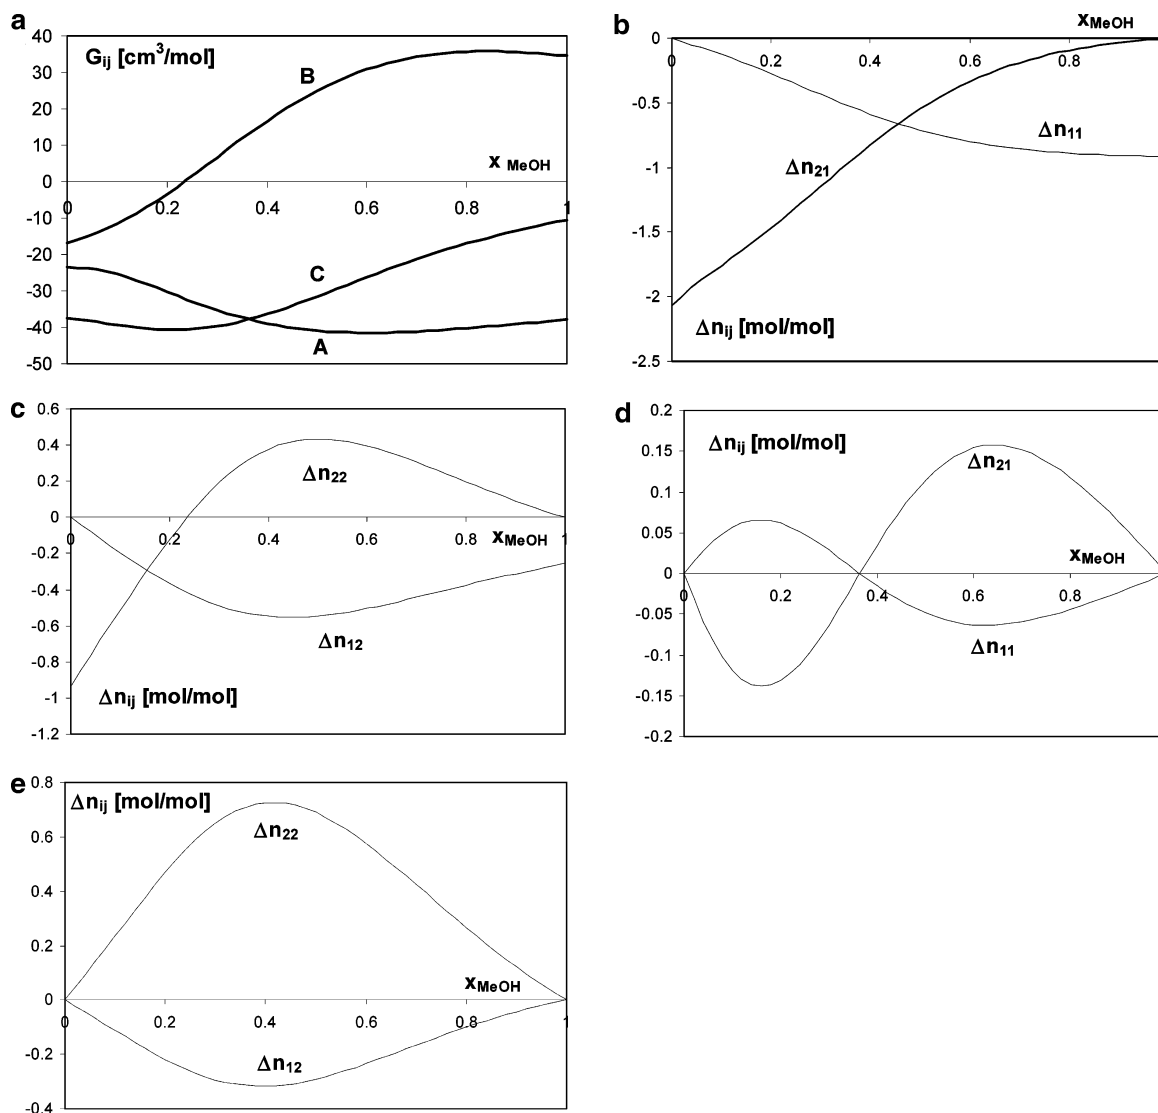 a
G_ij [cm³/mol]
40
30
20
10
0
-10
-20
-30
-40
-50
B
C
A
x MeOH
0 0.2 0.4 0.6 0.8 1
b
x_MeOH
0
-0.5
-1
-1.5
-2
-2.5
0 0.2 0.4 0.6 0.8
Δn₁₁
Δn₂₁
Δn_ij [mol/mol]
c
0.6
0.4
0.2
0
-0.2
-0.4
-0.6
-0.8
-1
-1.2
Δn₂₂
x_MeOH
0 0.2 0.4 0.6 0.8 1
Δn₁₂
Δn_ij [mol/mol]
d
0.2
0.15
0.1
0.05
0
-0.05
-0.1
-0.15
-0.2
Δn_ij [mol/mol]
Δn₂₁
x_MeOH
0 0.2 0.4 0.6 0.8
Δn₁₁
e
0.8
0.6
0.4
0.2
0
-0.2
-0.4
Δn_ij [mol/mol]
Δn₂₂
x_MeOH
0 0.2 0.4 0.6 0.8 1
Δn₁₂